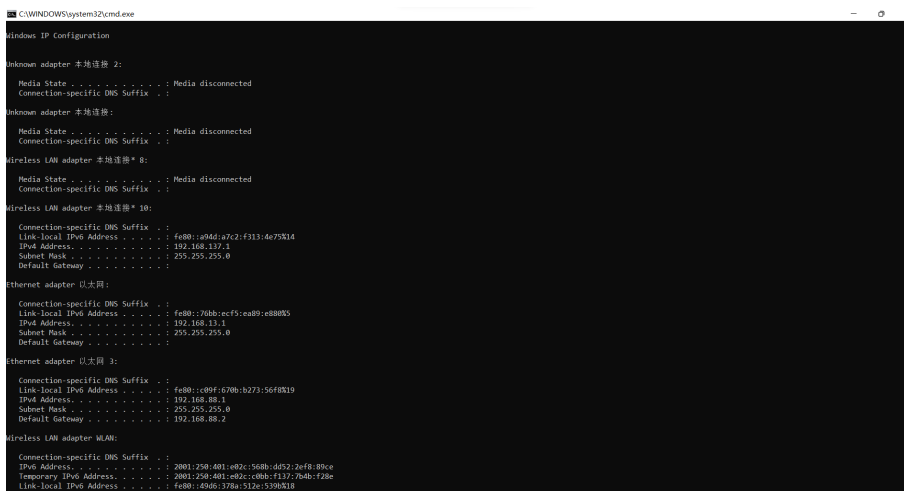 C:\WINDOWS\system32\cmd.exe
Windows IP Configuration
Unknown adapter 本地连接 2:
Media State . . . . . . . . . . . : Media disconnected
Connection-specific DNS Suffix  . :
Unknown adapter 本地连接:
Media State . . . . . . . . . . . : Media disconnected
Connection-specific DNS Suffix  . :
Wireless LAN adapter 本地连接* 8:
Media State . . . . . . . . . . . : Media disconnected
Connection-specific DNS Suffix  . :
Wireless LAN adapter 本地连接* 10:
Connection-specific DNS Suffix  . :
Link-local IPv6 Address . . . . . : fe80::a94d:a7c2:f313:4e75%14
IPv4 Address. . . . . . . . . . . : 192.168.137.1
Subnet Mask . . . . . . . . . . . : 255.255.255.0
Default Gateway . . . . . . . . . :
Ethernet adapter 以太网:
Connection-specific DNS Suffix  . :
Link-local IPv6 Address . . . . . : fe80::76bb:ecf5:ea89:e880%5
IPv4 Address. . . . . . . . . . . : 192.168.13.1
Subnet Mask . . . . . . . . . . . : 255.255.255.0
Default Gateway . . . . . . . . . :
Ethernet adapter 以太网 3:
Connection-specific DNS Suffix  . :
Link-local IPv6 Address . . . . . : fe80::c09f:670b:b273:56f8%19
IPv4 Address. . . . . . . . . . . : 192.168.88.1
Subnet Mask . . . . . . . . . . . : 255.255.255.0
Default Gateway . . . . . . . . . : 192.168.88.2
Wireless LAN adapter WLAN:
Connection-specific DNS Suffix  . :
IPv6 Address. . . . . . . . . . . : 2001:250:401:e02c:568b:dd52:2ef8:89ce
Temporary IPv6 Address. . . . . . : 2001:250:401:e02c:c0bb:f137:7b4b:f28e
Link-local IPv6 Address . . . . . : fe80::49d6:378a:512e:539b%18